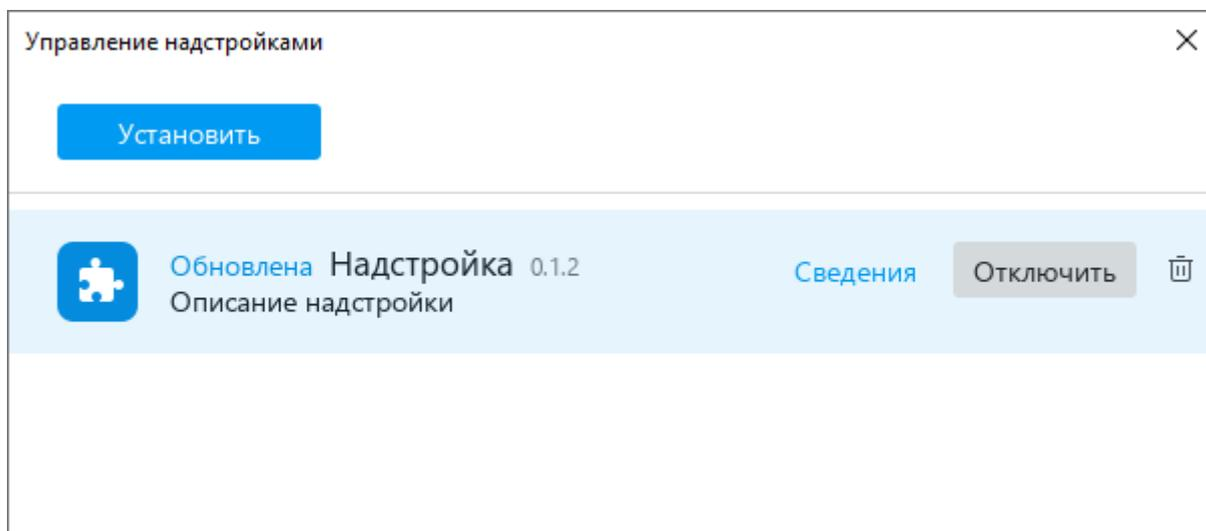 Управление надстройками
Установить
Обновлена Надстройка 0.1.2 Сведения Отключить
Описание надстройки